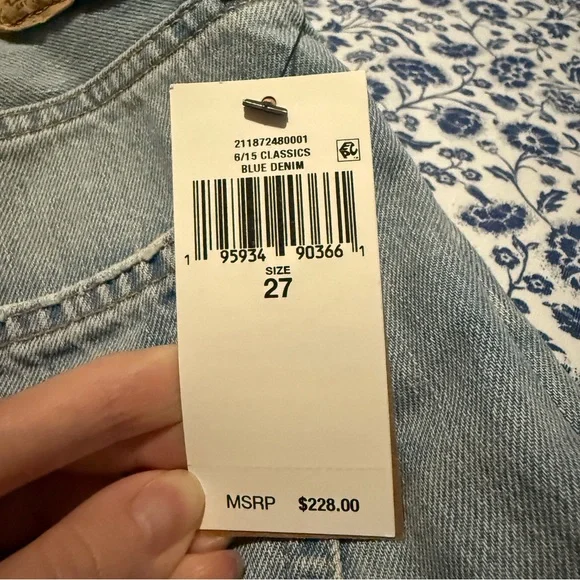 211872480001
6/15 CLASSICS
BLUE DENIM
1 95934 90366 1
SIZE
27
MSRP $228.00